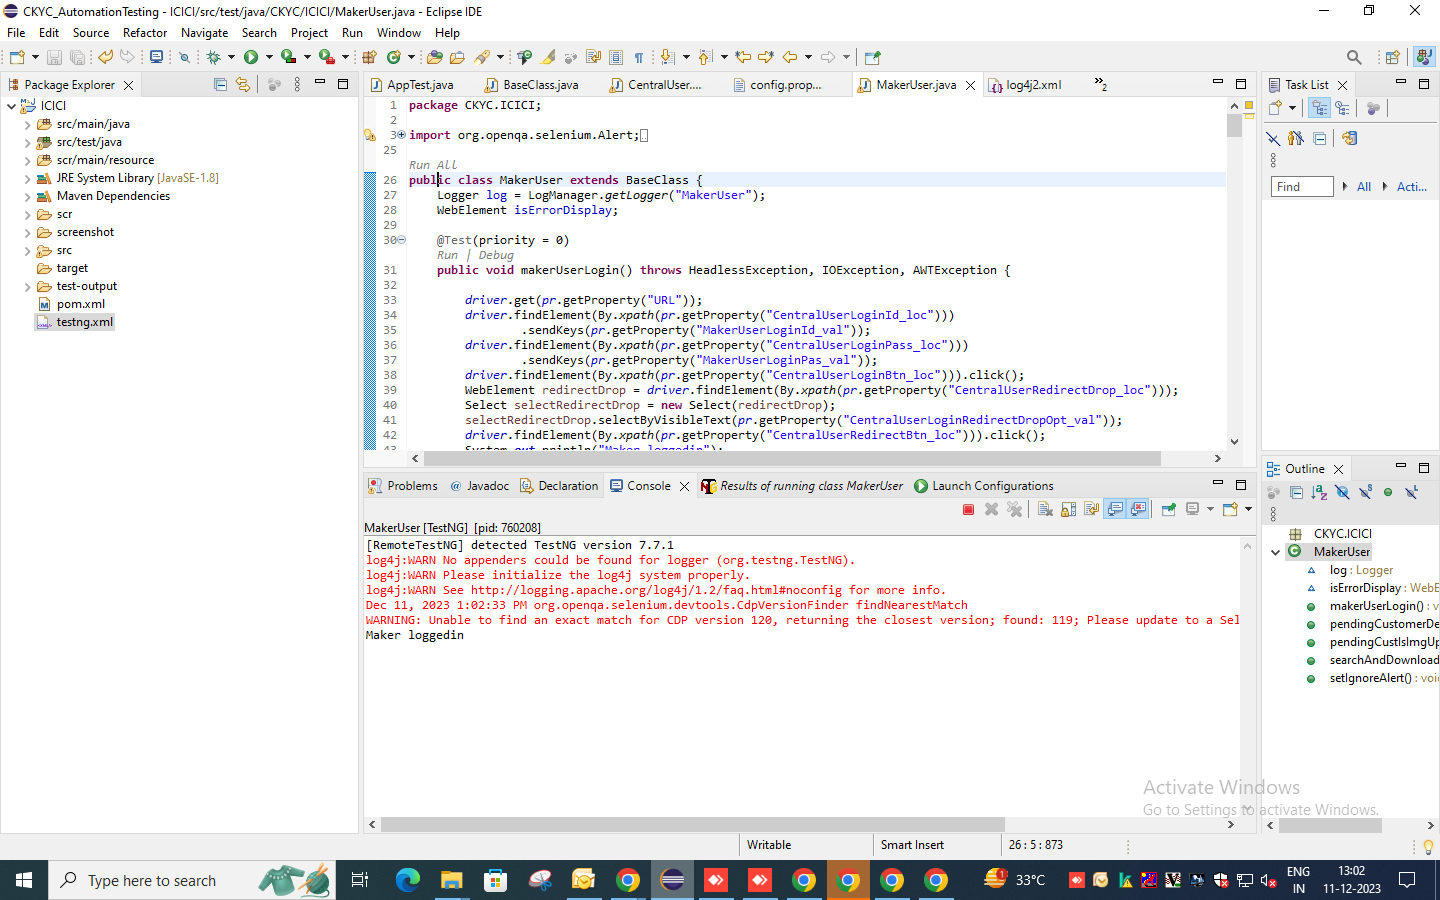 CKYC_AutomationTesting - ICICI/src/test/java/CKYC/ICICI/MakerUser.java - Eclipse IDE
File Edit Source Refactor Navigate Search Project Run Window Help
Package Explorer
ICICI
src/main/java
src/test/java
scr/main/resource
JRE System Library [JavaSE-1.8]
Maven Dependencies
scr
screenshot
src
target
test-output
pom.xml
testng.xml
AppTest.java BaseClass.java CentralUser.... config.prop... MakerUser.java log4j2.xml »2
1 package CKYC.ICICI;
2
3 import org.openqa.selenium.Alert;
25
Run All
26 public class MakerUser extends BaseClass {
27 Logger log = LogManager.getLogger("MakerUser");
28 WebElement isErrorDisplay;
29
30 @Test(priority = 0)
Run | Debug
31 public void makerUserLogin() throws HeadlessException, IOException, AWTException {
32
33 driver.get(pr.getProperty("URL"));
34 driver.findElement(By.xpath(pr.getProperty("CentralUserLoginId_loc")))
35 .sendKeys(pr.getProperty("MakerUserLoginId_val"));
36 driver.findElement(By.xpath(pr.getProperty("CentralUserLoginPass_loc")))
37 .sendKeys(pr.getProperty("MakerUserLoginPas_val"));
38 driver.findElement(By.xpath(pr.getProperty("CentralUserLoginBtn_loc"))).click();
39 WebElement redirectDrop = driver.findElement(By.xpath(pr.getProperty("CentralUserRedirectDrop_loc")));
40 Select selectRedirectDrop = new Select(redirectDrop);
41 selectRedirectDrop.selectByVisibleText(pr.getProperty("CentralUserLoginRedirectDropOpt_val"));
42 driver.findElement(By.xpath(pr.getProperty("CentralUserRedirectBtn_loc"))).click();
43 System.out.println("Maker loggedin");
Problems @ Javadoc Declaration Console Results of running class MakerUser Launch Configurations
MakerUser [TestNG] [pid: 760208]
[RemoteTestNG] detected TestNG version 7.7.1
log4j:WARN No appenders could be found for logger (org.testng.TestNG).
log4j:WARN Please initialize the log4j system properly.
log4j:WARN See http://logging.apache.org/log4j/1.2/faq.html#noconfig for more info.
Dec 11, 2023 1:02:33 PM org.openqa.selenium.devtools.CdpVersionFinder findNearestMatch
WARNING: Unable to find an exact match for CDP version 120, returning the closest version; found: 119; Please update to a Sel
Maker loggedin
Task List
Find All Acti...
Outline
CKYC.ICICI
MakerUser
log : Logger
isErrorDisplay : WebE
makerUserLogin() : v
pendingCustomerDe
pendingCustIsImgUp
searchAndDownload
setIgnoreAlert() : voi
Activate Windows
Go to Settings to activate Windows.
Writable Smart Insert 26 : 5 : 873
Type here to search
1 33°C
ENG
IN
13:02
11-12-2023